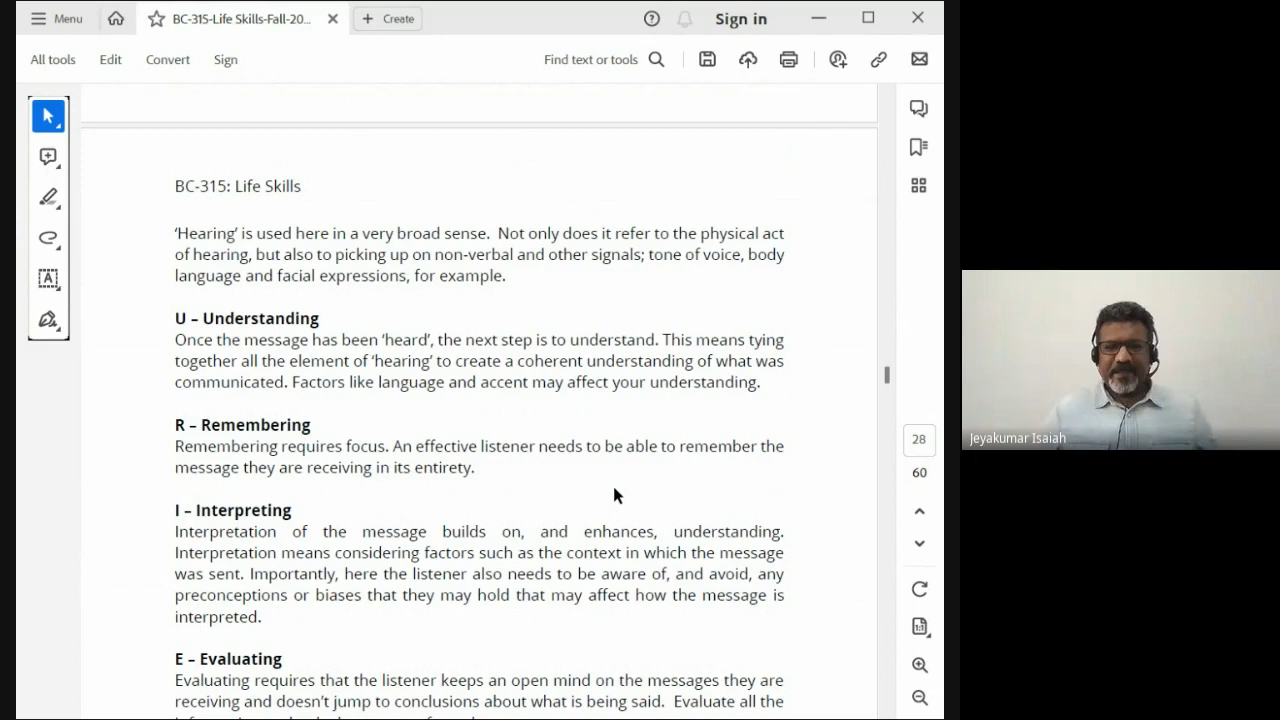 Menu
BC-315-Life Skills-Fall-20...
Create
Sign in
All tools
Edit
Convert
Sign
Find text or tools
BC-315: Life Skills
‘Hearing’ is used here in a very broad sense. Not only does it refer to the physical act
of hearing, but also to picking up on non-verbal and other signals; tone of voice, body
language and facial expressions, for example.
U – Understanding
Once the message has been ‘heard’, the next step is to understand. This means tying
together all the element of ‘hearing’ to create a coherent understanding of what was
communicated. Factors like language and accent may affect your understanding.
R – Remembering
Remembering requires focus. An effective listener needs to be able to remember the
message they are receiving in its entirety.
I – Interpreting
Interpretation of the message builds on, and enhances, understanding.
Interpretation means considering factors such as the context in which the message
was sent. Importantly, here the listener also needs to be aware of, and avoid, any
preconceptions or biases that they may hold that may affect how the message is
interpreted.
E – Evaluating
Evaluating requires that the listener keeps an open mind on the messages they are
receiving and doesn’t jump to conclusions about what is being said. Evaluate all the
28
60
1:1
Jeyakumar Isaiah